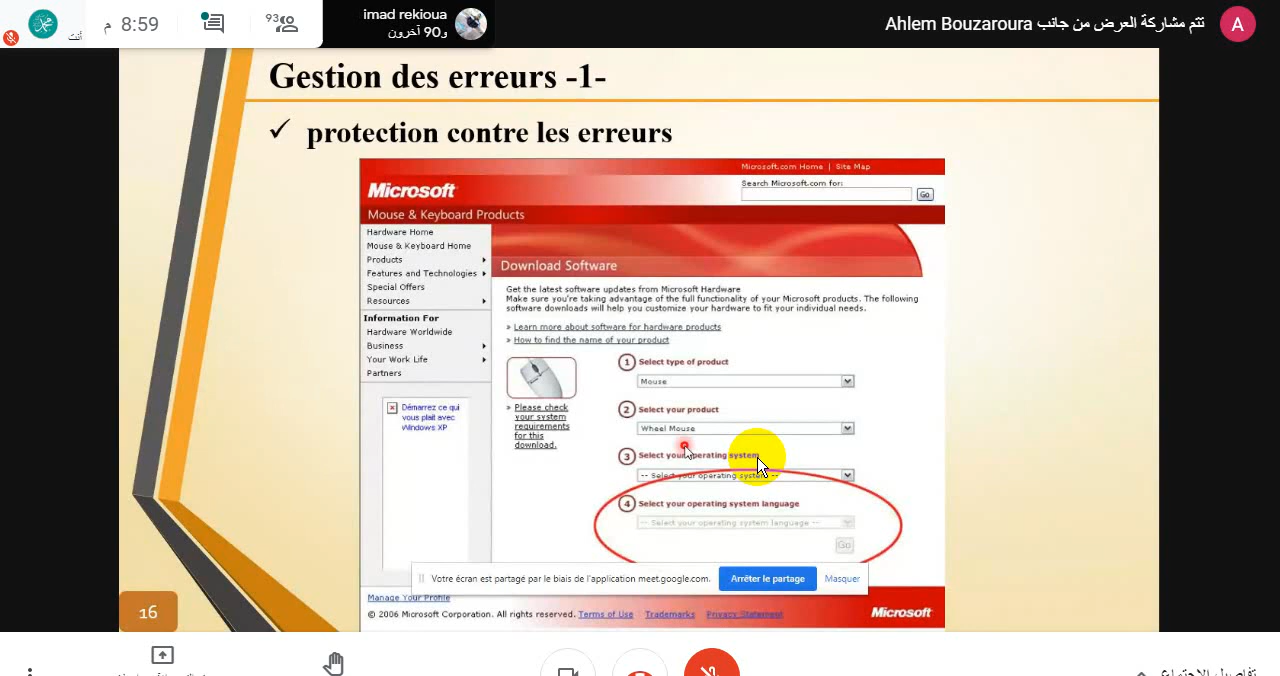 تتم مشاركة العرض من جانب Ahlem Bouzaroura
A
imad rekioua
و90 آخرون
93
8:59 م
أنت
Gestion des erreurs -1-
✓ protection contre les erreurs
Microsoft.com Home | Site Map
Microsoft
Search Microsoft.com for:
Go
Mouse & Keyboard Products
Hardware Home
Mouse & Keyboard Home
Products
Features and Technologies
Special Offers
Resources
Information For
Hardware Worldwide
Business
Your Work Life
Partners
Démarrez ce qui
vous plait avec
Windows XP
Download Software
Get the latest software updates from Microsoft Hardware
Make sure you're taking advantage of the full functionality of your Microsoft products. The following
software downloads will help you customize your hardware to fit your individual needs.
» Learn more about software for hardware products
» How to find the name of your product
» Please check
your system
requirements
for this
download.
1 Select type of product
Mouse
2 Select your product
Wheel Mouse
3 Select your operating system
-- Select your operating system --
4 Select your operating system language
-- Select your operating system language --
Go
Votre écran est partagé par le biais de l'application meet.google.com.
Arrêter le partage
Masquer
Manage Your Profile
© 2006 Microsoft Corporation. All rights reserved. Terms of Use Trademarks Privacy Statement
Microsoft
16
تفاصيل الاجتماع